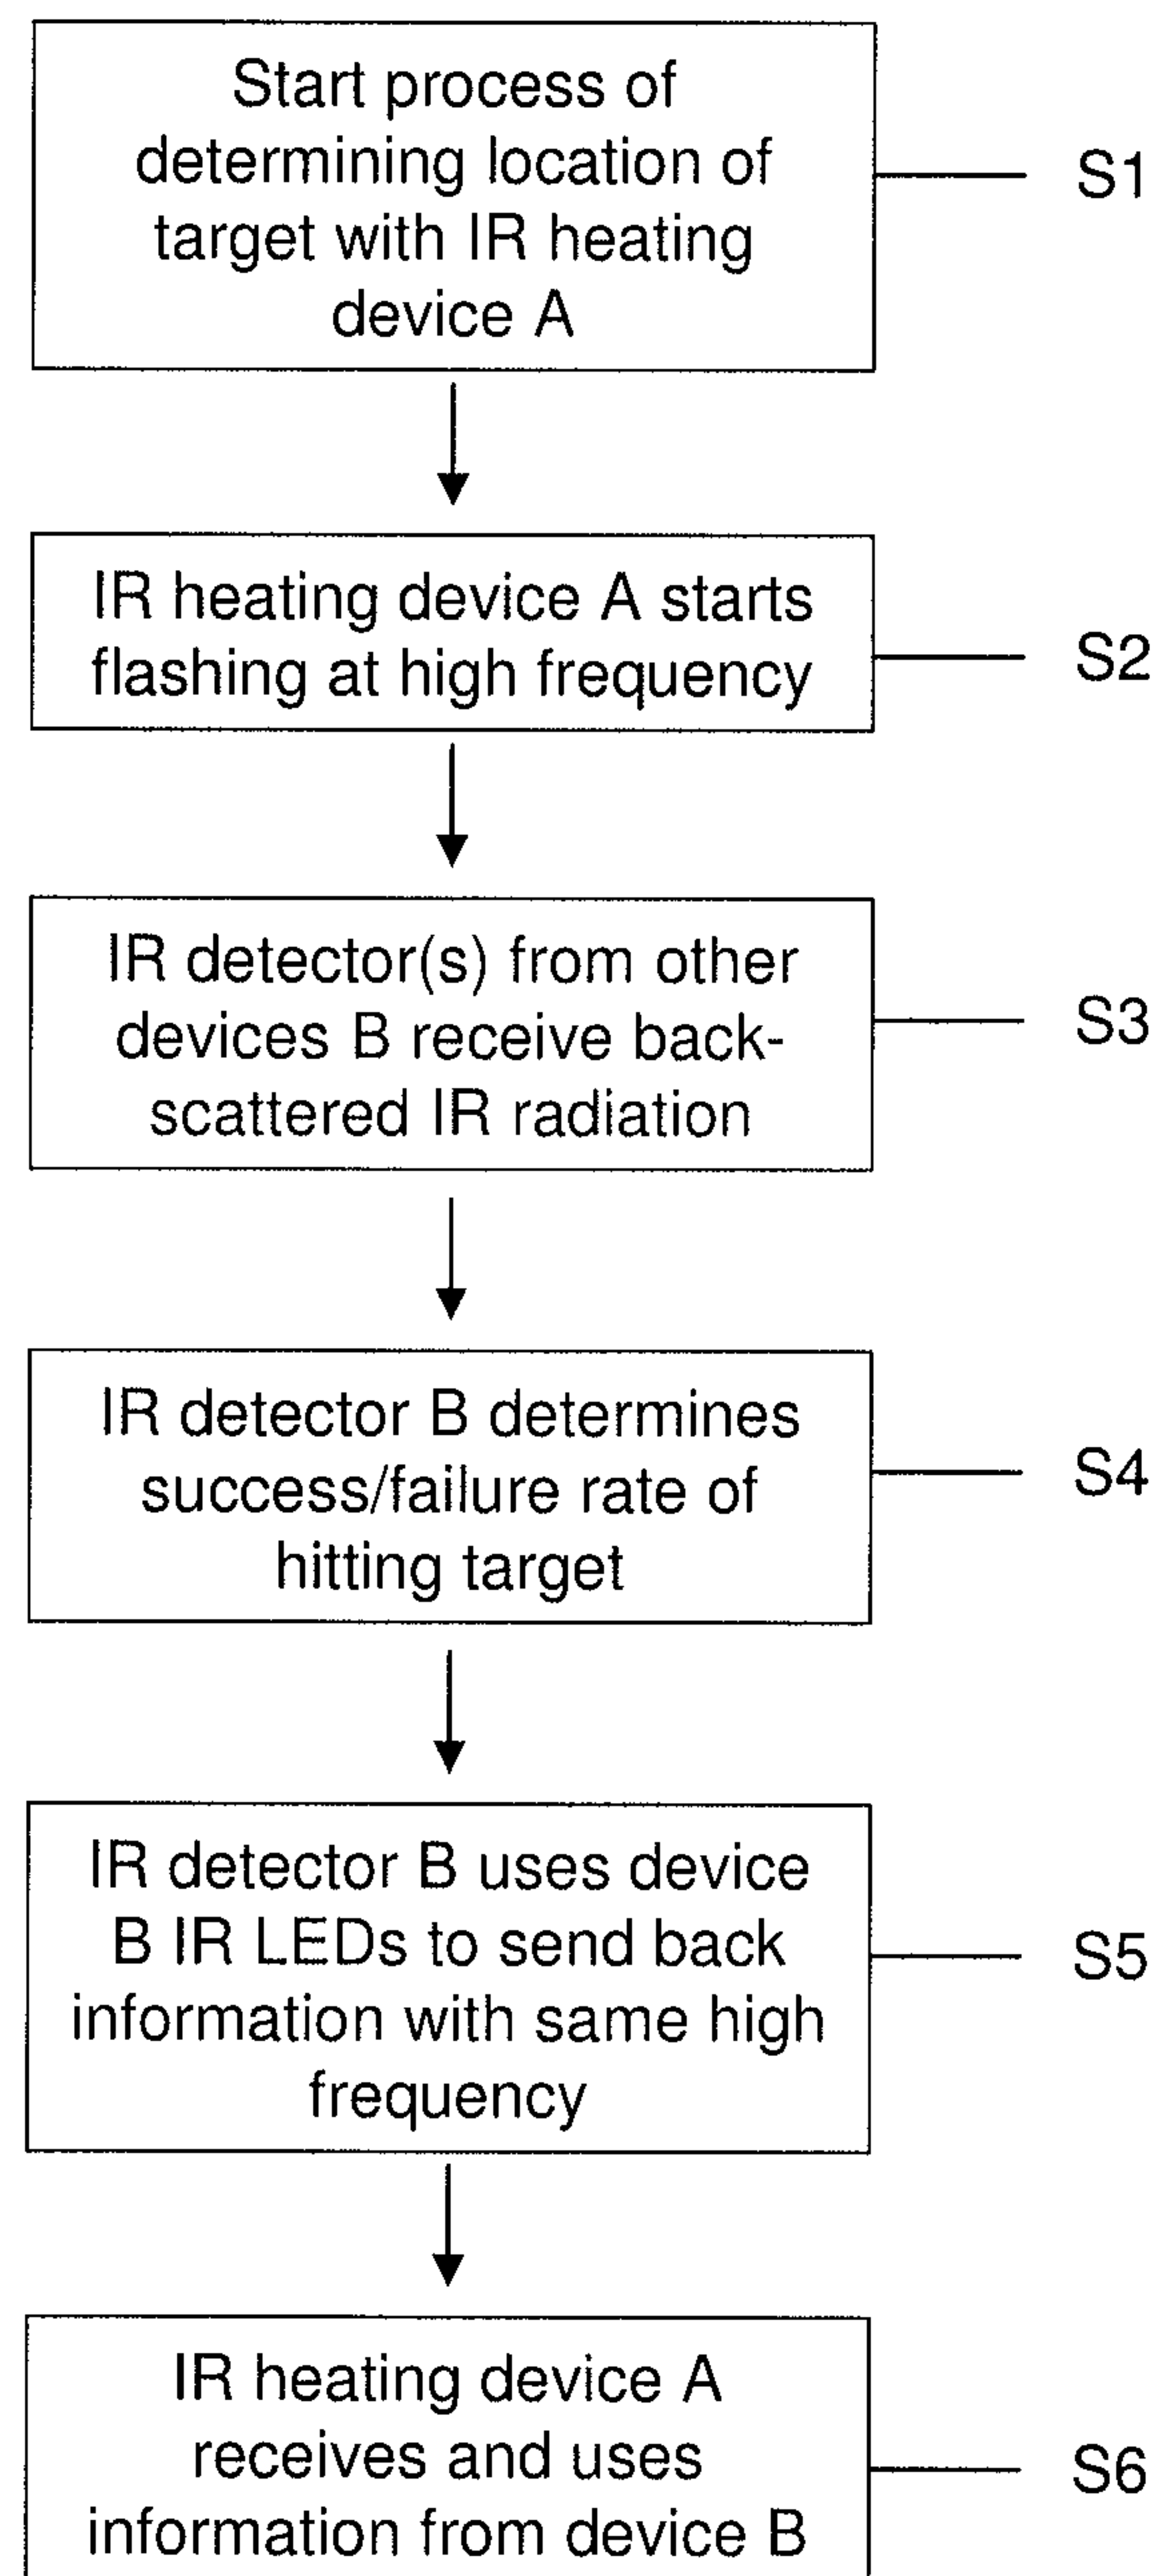 Start process of
determining location of
target with IR heating
device A
S1
IR heating device A starts
flashing at high frequency
S2
IR detector(s) from other
devices B receive back-
scattered IR radiation
S3
IR detector B determines
success/failure rate of
hitting target
S4
IR detector B uses device
B IR LEDs to send back
information with same high
frequency
S5
IR heating device A
receives and uses
information from device B
S6